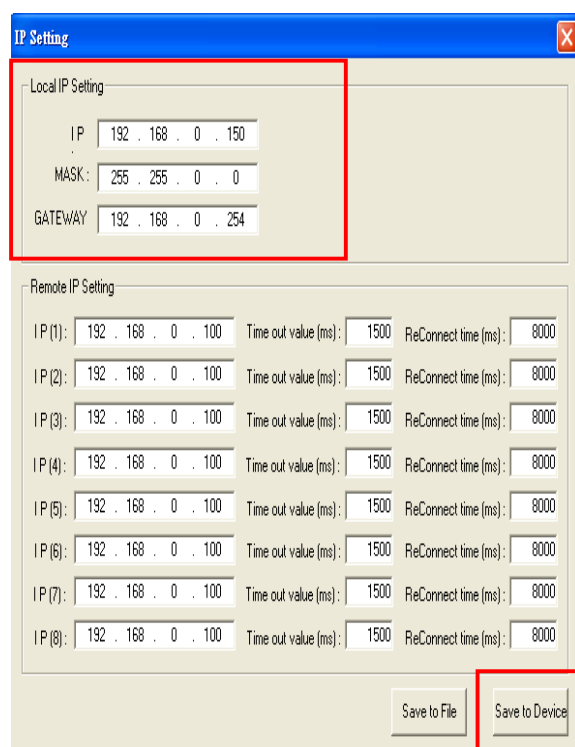 IP Setting
Local IP Setting
IP
192 . 168 . 0 . 150
MASK :
255 . 255 . 0 . 0
GATEWAY
192 . 168 . 0 . 254
Remote IP Setting
IP(1) : 192 . 168 . 0 . 100 Time out value (ms) : 1500 ReConnect time (ms) : 8000
IP(2) : 192 . 168 . 0 . 100 Time out value (ms) : 1500 ReConnect time (ms) : 8000
IP(3) : 192 . 168 . 0 . 100 Time out value (ms) : 1500 ReConnect time (ms) : 8000
IP(4) : 192 . 168 . 0 . 100 Time out value (ms) : 1500 ReConnect time (ms) : 8000
IP(5) : 192 . 168 . 0 . 100 Time out value (ms) : 1500 ReConnect time (ms) : 8000
IP(6) : 192 . 168 . 0 . 100 Time out value (ms) : 1500 ReConnect time (ms) : 8000
IP(7) : 192 . 168 . 0 . 100 Time out value (ms) : 1500 ReConnect time (ms) : 8000
IP(8) : 192 . 168 . 0 . 100 Time out value (ms) : 1500 ReConnect time (ms) : 8000
Save to File Save to Device